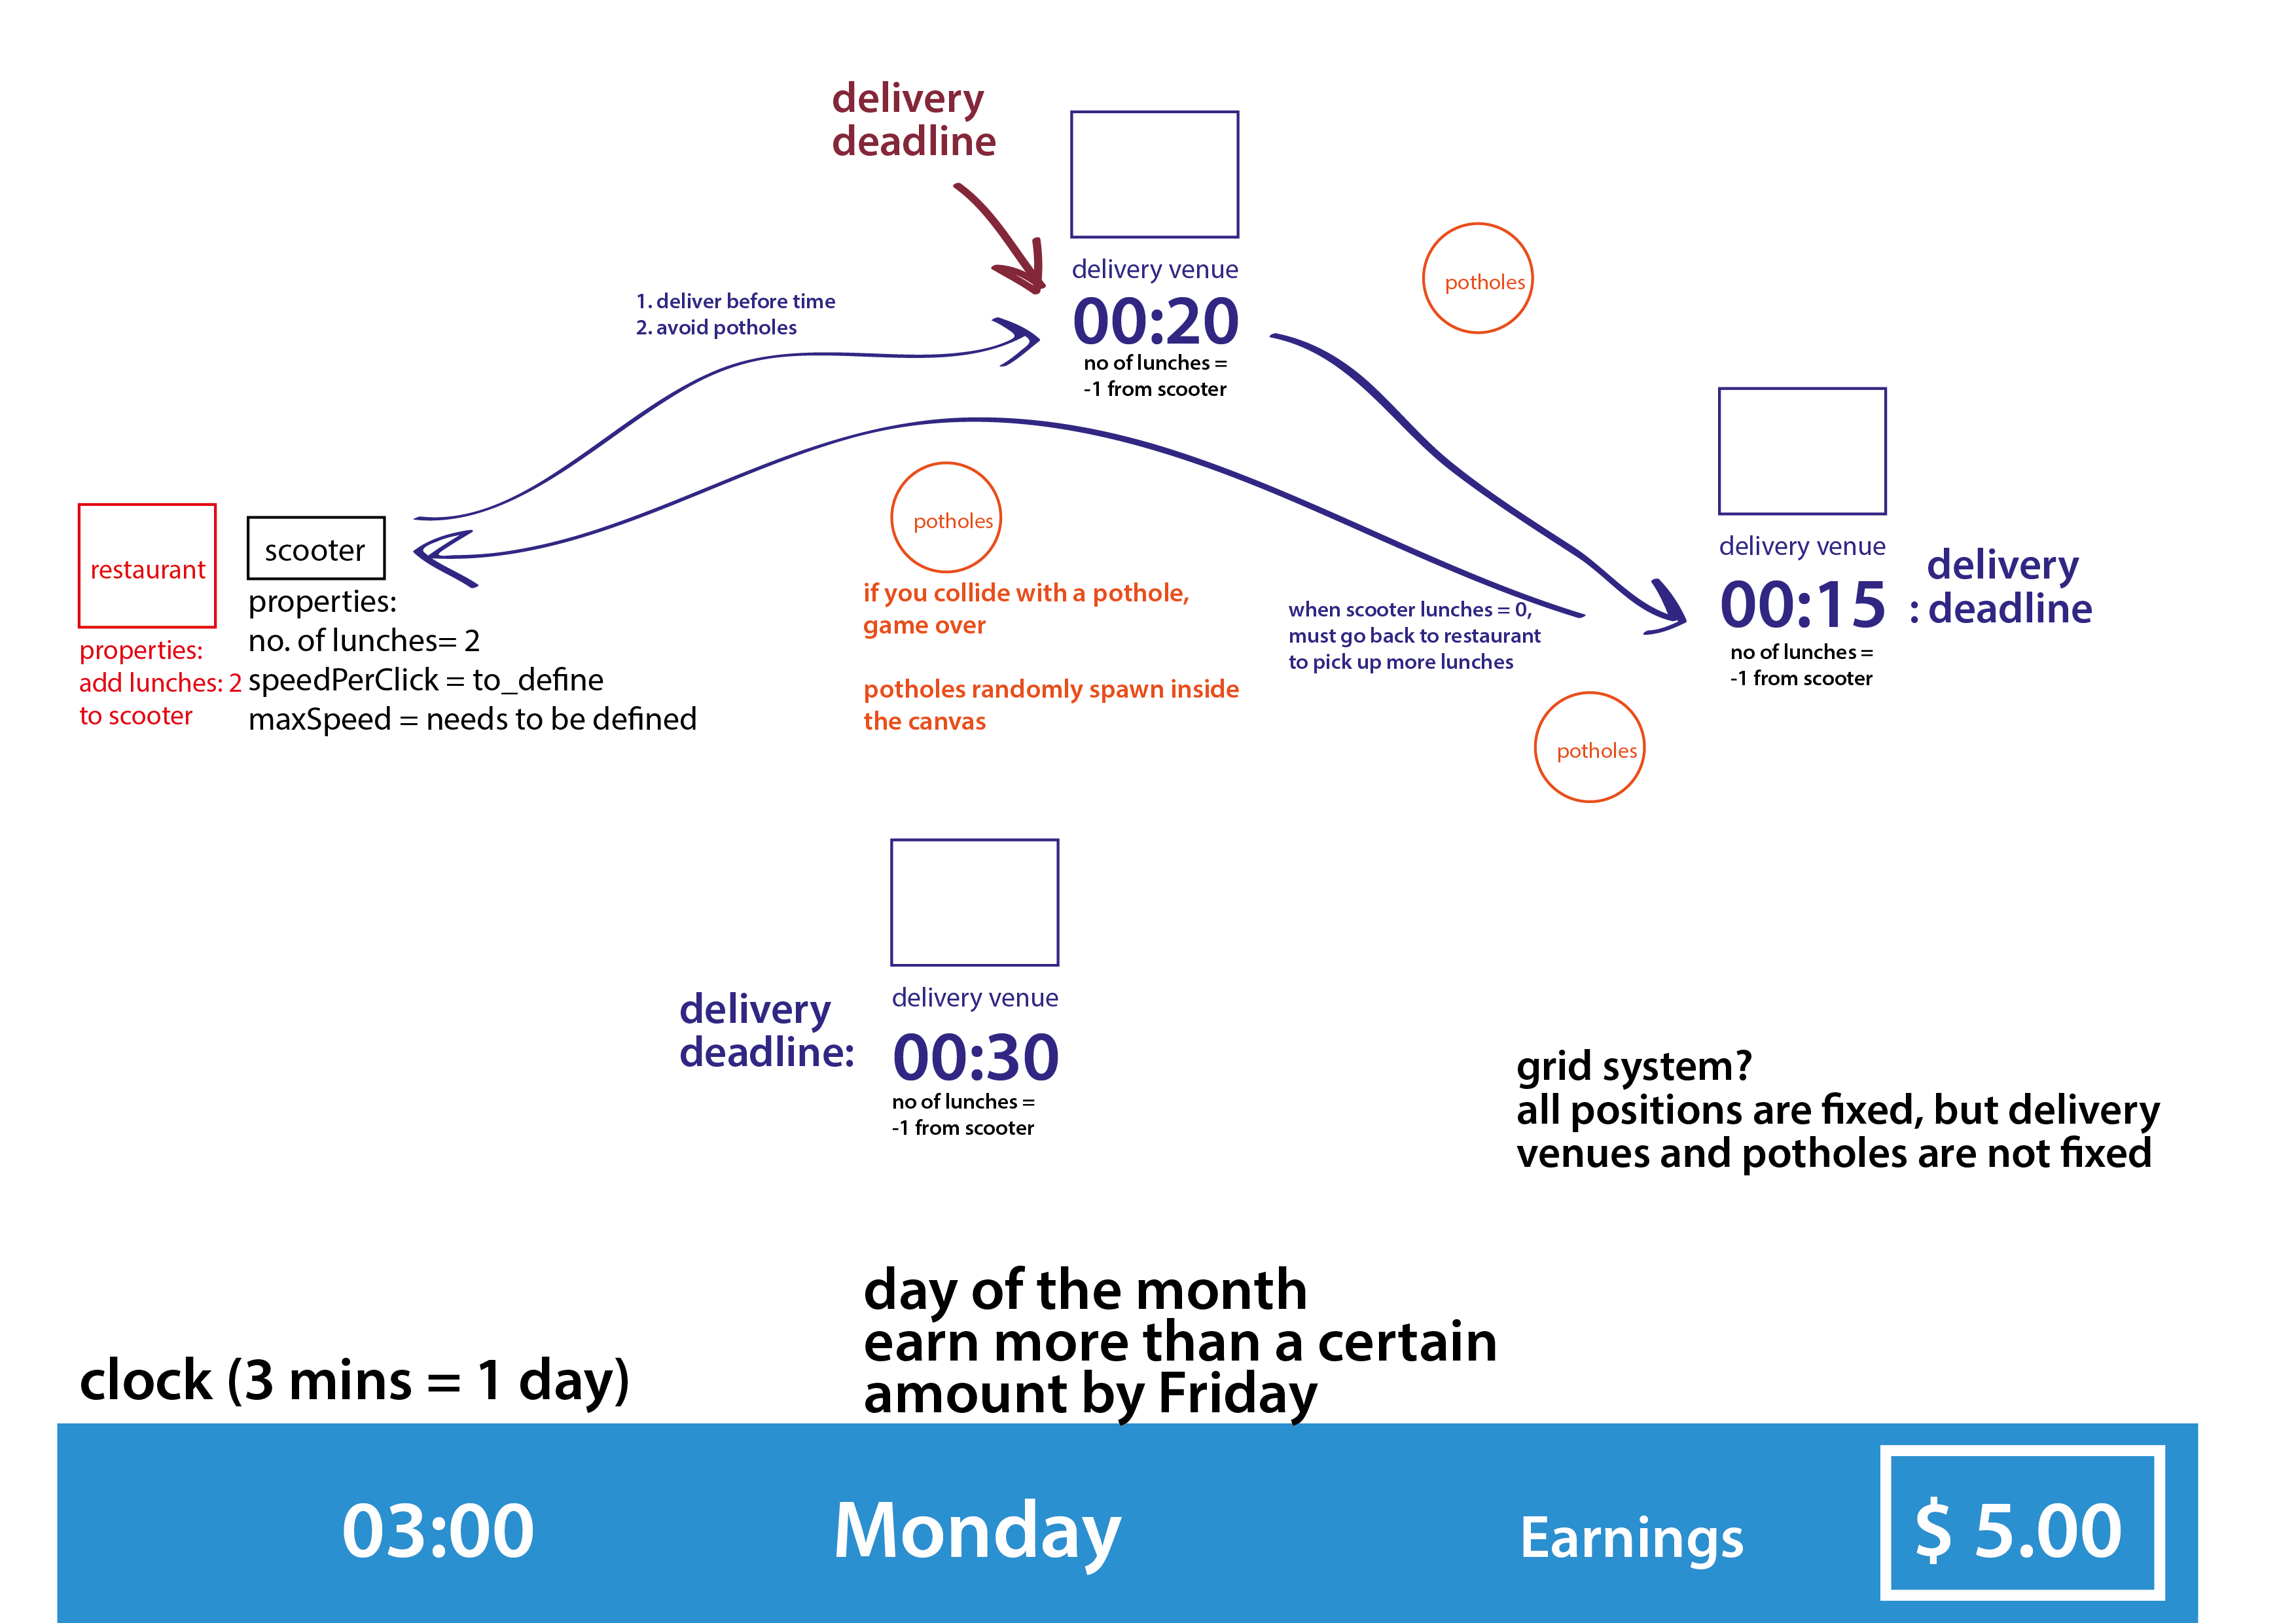 delivery
deadline
delivery venue
00:20
no of lunches =
-1 from scooter
1. deliver before time
2. avoid potholes
potholes
potholes
if you collide with a pothole,
game over
potholes randomly spawn inside
the canvas
restaurant
properties:
add lunches: 2
to scooter
scooter
properties:
no. of lunches= 2
speedPerClick = to_define
maxSpeed = needs to be defined
when scooter lunches = 0,
must go back to restaurant
to pick up more lunches
delivery venue
00:15
no of lunches =
-1 from scooter
delivery
: deadline
potholes
delivery
deadline:
delivery venue
00:30
no of lunches =
-1 from scooter
grid system?
all positions are fixed, but delivery
venues and potholes are not fixed
clock (3 mins = 1 day)
day of the month
earn more than a certain
amount by Friday
03:00
Monday
Earnings
$ 5.00